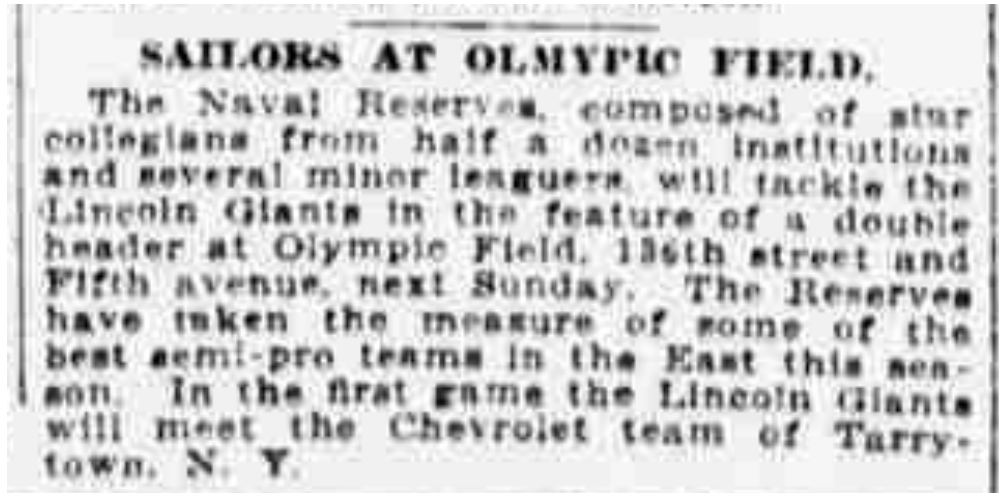 SAILORS AT OLMYPIC FIELD.
The Naval Reserves, composed of star
collegians from half a dozen institutions
and several minor leaguers, will tackle the
Lincoln Giants in the feature of a double
header at Olympic Field, 136th street and
Fifth avenue, next Sunday. The Reserves
have taken the measure of some of the
best semi-pro teams in the East this sea-
son. In the first game the Lincoln Giants
will meet the Chevrolet team of Tarry-
town, N. Y.